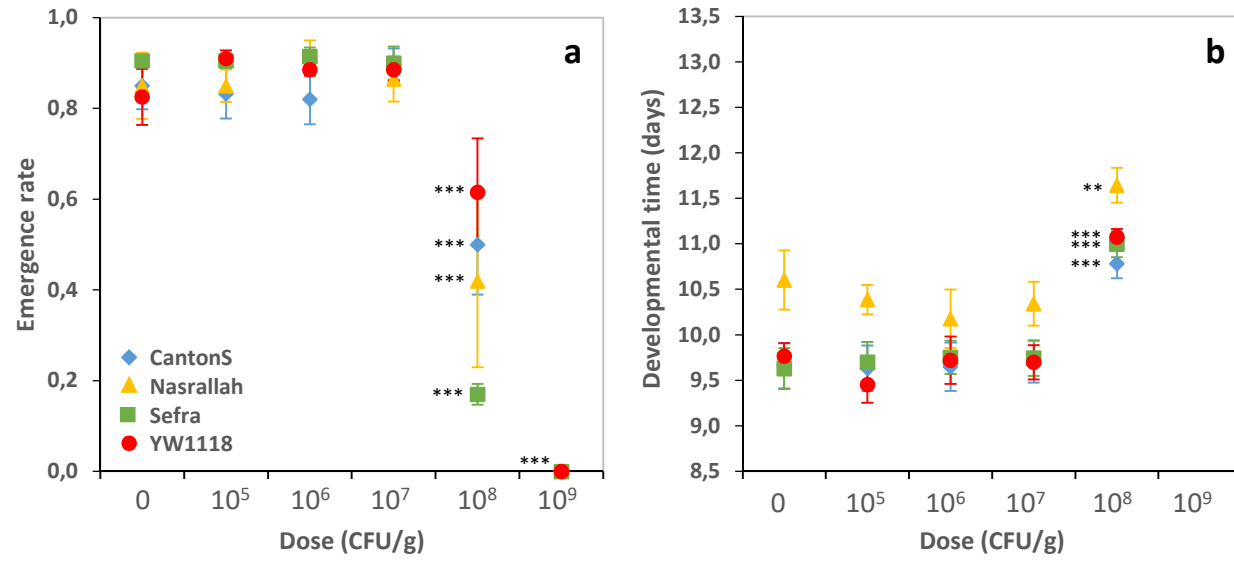 a
1,0
0,8
0,6
0,4
0,2
0,0
Emergence rate
***
***
***
***
***
CantonS
Nasrallah
Sefra
YW1118
0 10⁵ 10⁶ 10⁷ 10⁸ 10⁹
Dose (CFU/g)
b
13,5
13,0
12,5
12,0
11,5
11,0
10,5
10,0
9,5
9,0
8,5
Developmental time (days)
**
***
***
***
0 10⁵ 10⁶ 10⁷ 10⁸ 10⁹
Dose (CFU/g)